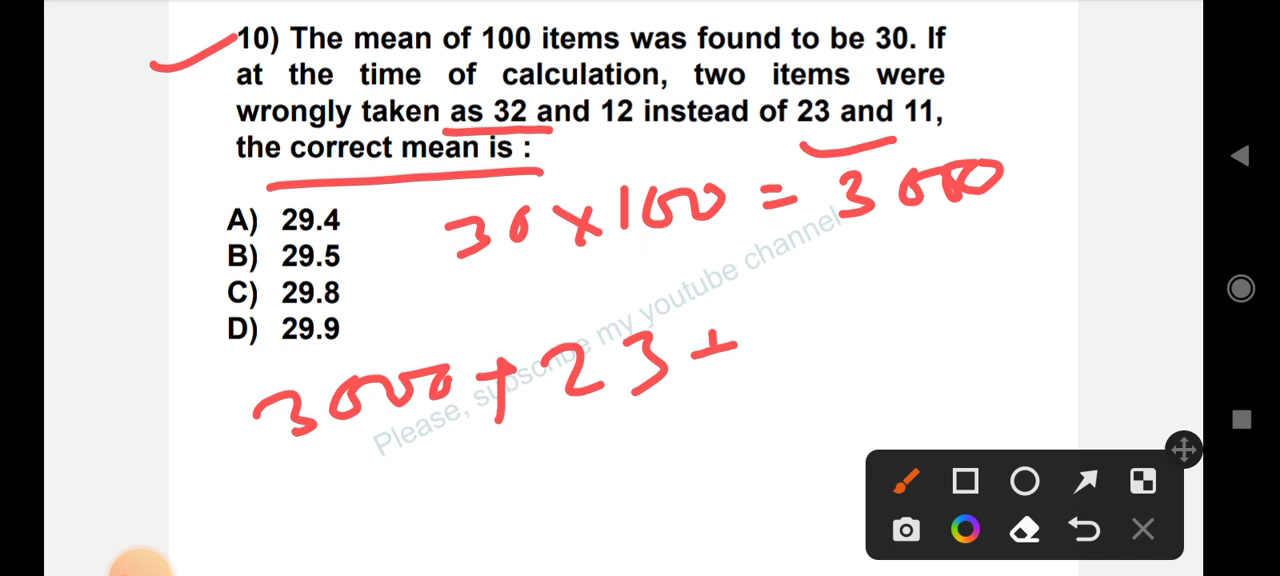 10) The mean of 100 items was found to be 30. If
at the time of calculation, two items were
wrongly taken as 32 and 12 instead of 23 and 11,
the correct mean is :
30 × 100 = 3000
A) 29.4
B) 29.5
C) 29.8
D) 29.9
3000 + 23 +
Please, subscribe my youtube channel